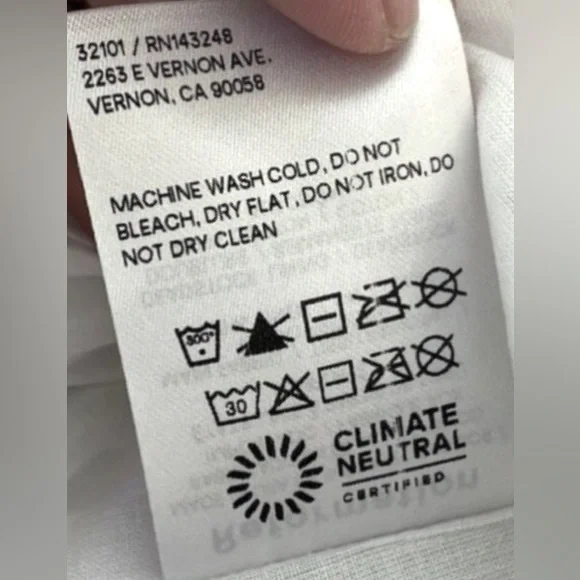 32101 / RN143248
2263 E VERNON AVE.
VERNON, CA 90058
MACHINE WASH COLD, DO NOT
BLEACH, DRY FLAT, DO NOT IRON, DO
NOT DRY CLEAN
30
CLIMATE
NEUTRAL
CERTIFIED
Reformation